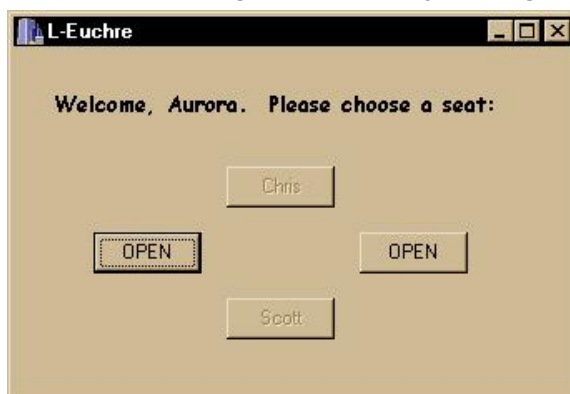 L-Euchre
Welcome, Aurora. Please choose a seat:
Chris
OPEN OPEN
Scott